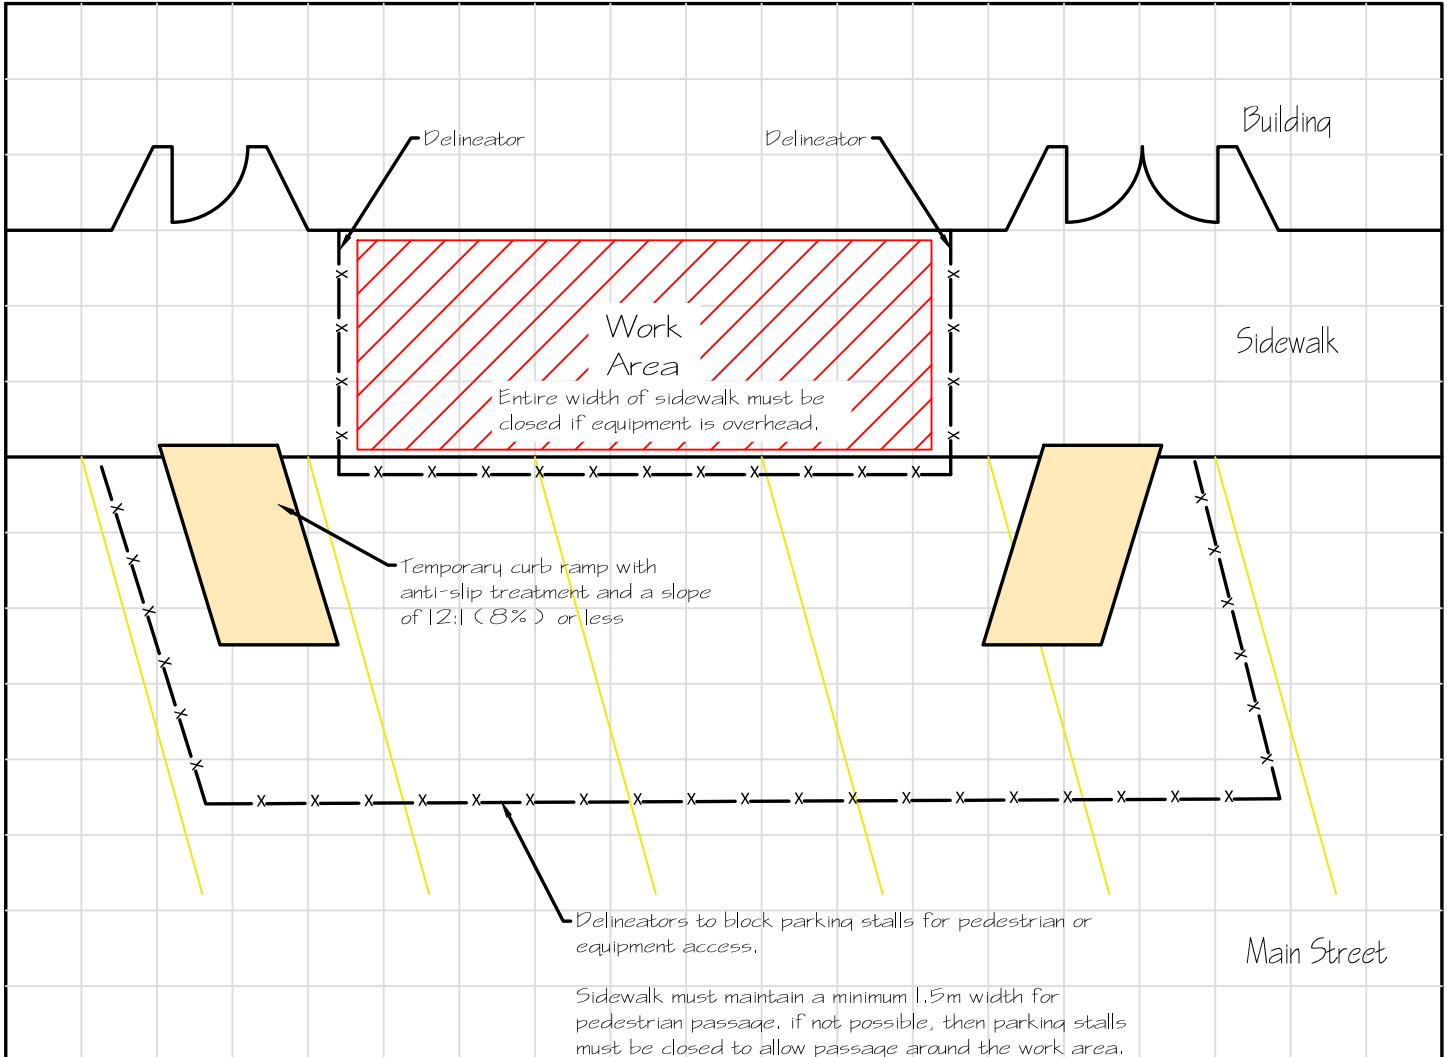 Building
Delineator
Delineator
Work
Area
Sidewalk
Entire width of sidewalk must be
closed if equipment is overhead.
Temporary curb ramp with
anti-slip treatment and a slope
of 12:1 (8%) or less
Delineators to block parking stalls for pedestrian or
equipment access.
Main Street
Sidewalk must maintain a minimum 1.5m width for
pedestrian passage. if not possible, then parking stalls
must be closed to allow passage around the work area.